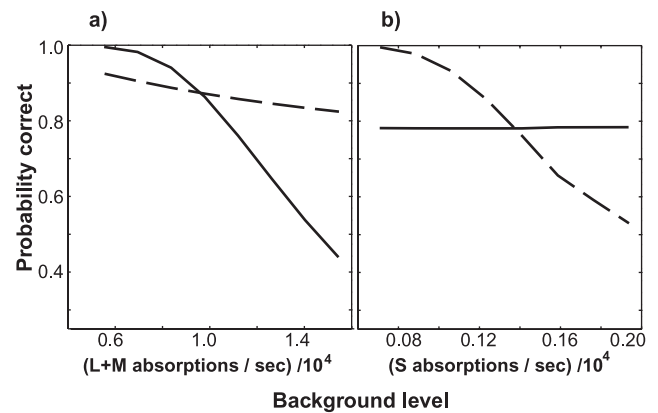 a)
b)
Probability correct
1.0
0.8
0.6
0.4
0.6
1.0
1.4
0.08
0.12
0.16
0.20
(L+M absorptions / sec) /10⁴
(S absorptions / sec) /10⁴
Background level